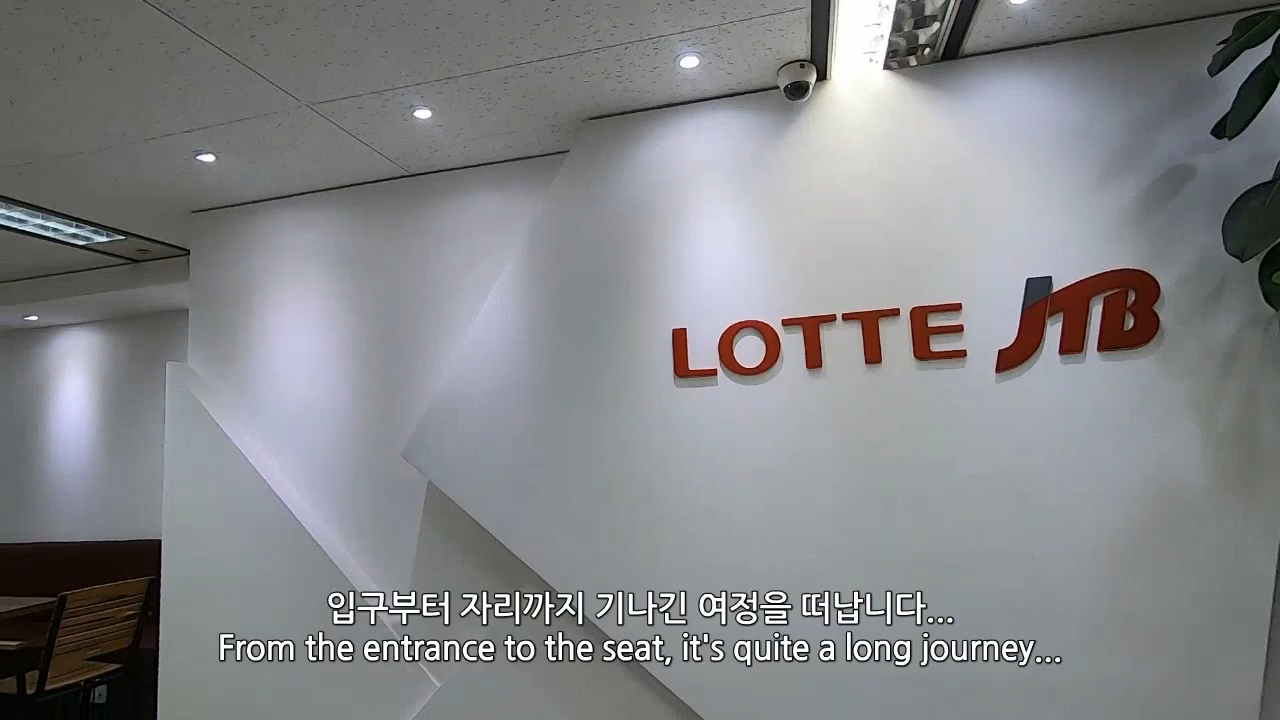 LOTTE JTB
입구부터 자리까지 기나긴 여정을 떠납니다...
From the entrance to the seat, it's quite a long journey...